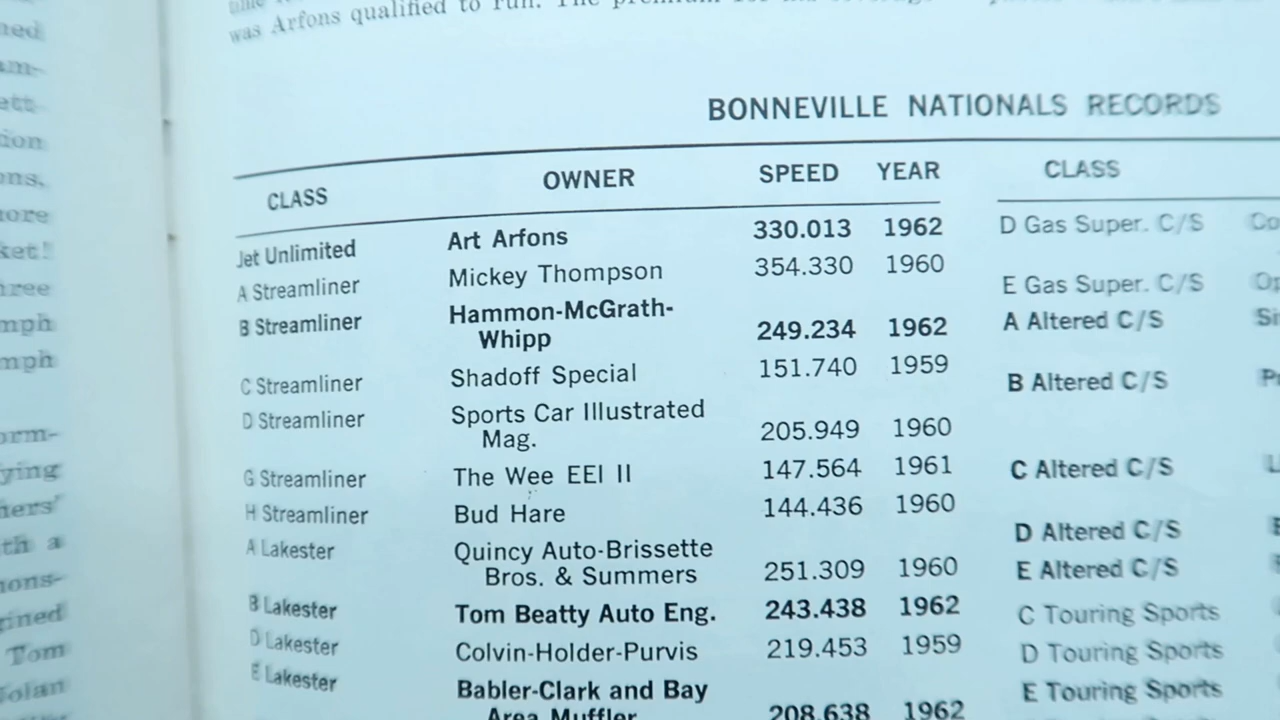 was Arfons qualified to run. The
BONNEVILLE NATIONALS RECORDS
CLASS OWNER SPEED YEAR
Jet Unlimited Art Arfons 330.013 1962
A Streamliner Mickey Thompson 354.330 1960
B Streamliner Hammon-McGrath-
Whipp 249.234 1962
C Streamliner Shadoff Special 151.740 1959
D Streamliner Sports Car Illustrated
Mag. 205.949 1960
G Streamliner The Wee EEl II 147.564 1961
H Streamliner Bud Hare 144.436 1960
A Lakester Quincy Auto-Brissette
Bros. & Summers 251.309 1960
B Lakester Tom Beatty Auto Eng. 243.438 1962
D Lakester Colvin-Holder-Purvis 219.453 1959
E Lakester Babler-Clark and Bay
Area Muffler 208.638 1962
CLASS
D Gas Super. C/S
E Gas Super. C/S
A Altered C/S
B Altered C/S
C Altered C/S
D Altered C/S
E Altered C/S
C Touring Sports
D Touring Sports
E Touring Sports